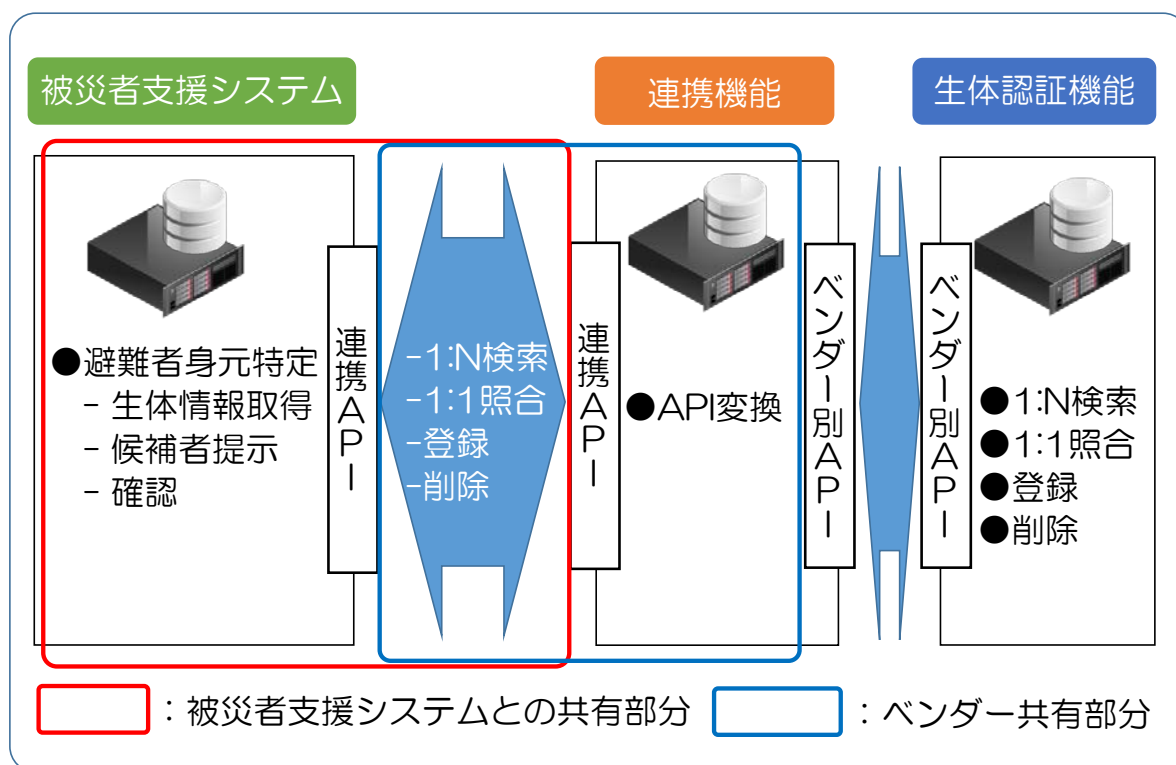 被災者支援システム
連携機能
生体認証機能
●避難者身元特定
- 生体情報取得
- 候補者提示
- 確認
連携API
-1:N検索
-1:1照合
-登録
-削除
連携API
●API変換
ベンダー別API
ベンダー別API
●1:N検索
●1:1照合
●登録
●削除
：被災者支援システムとの共有部分
：ベンダー共有部分